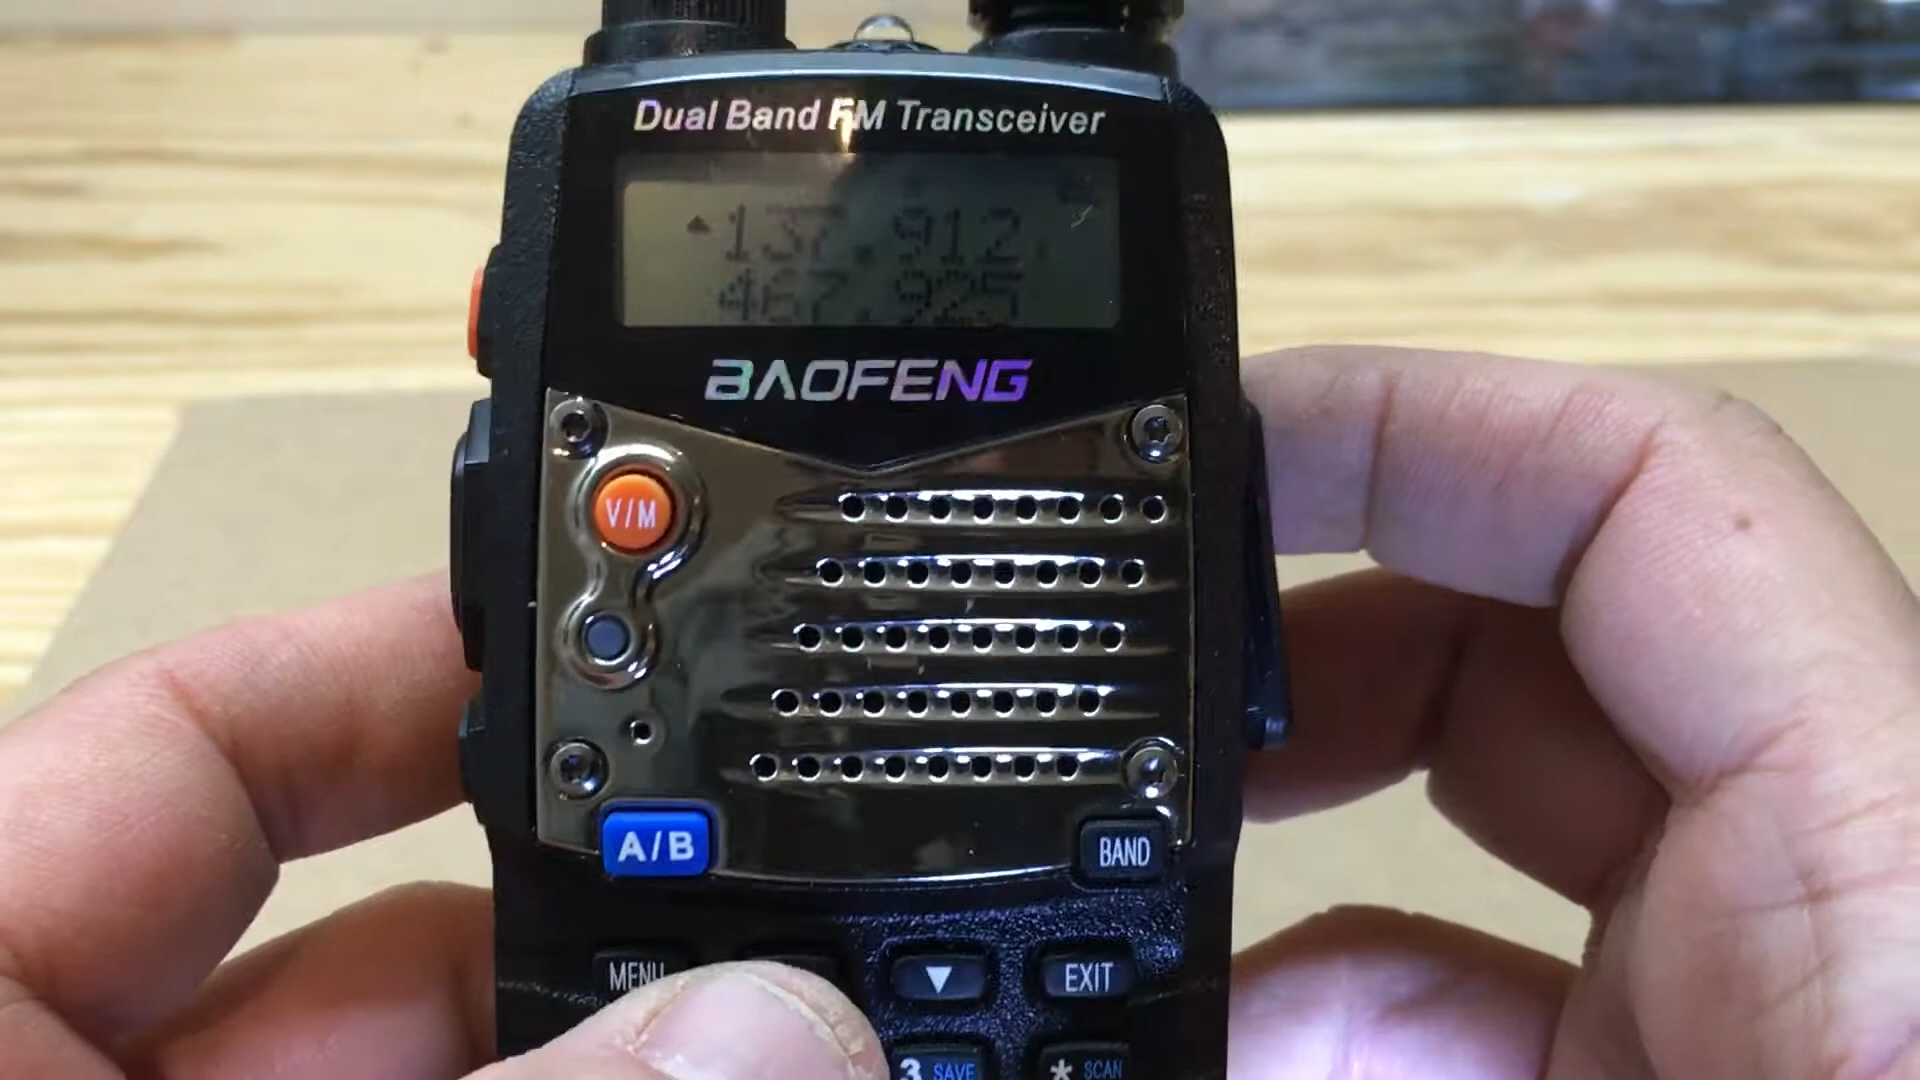 Dual Band FM Transceiver
137.912
467.925
BAOFENG
V/M
A/B
BAND
MENU
▼
EXIT
3 SAVE
* SCAN